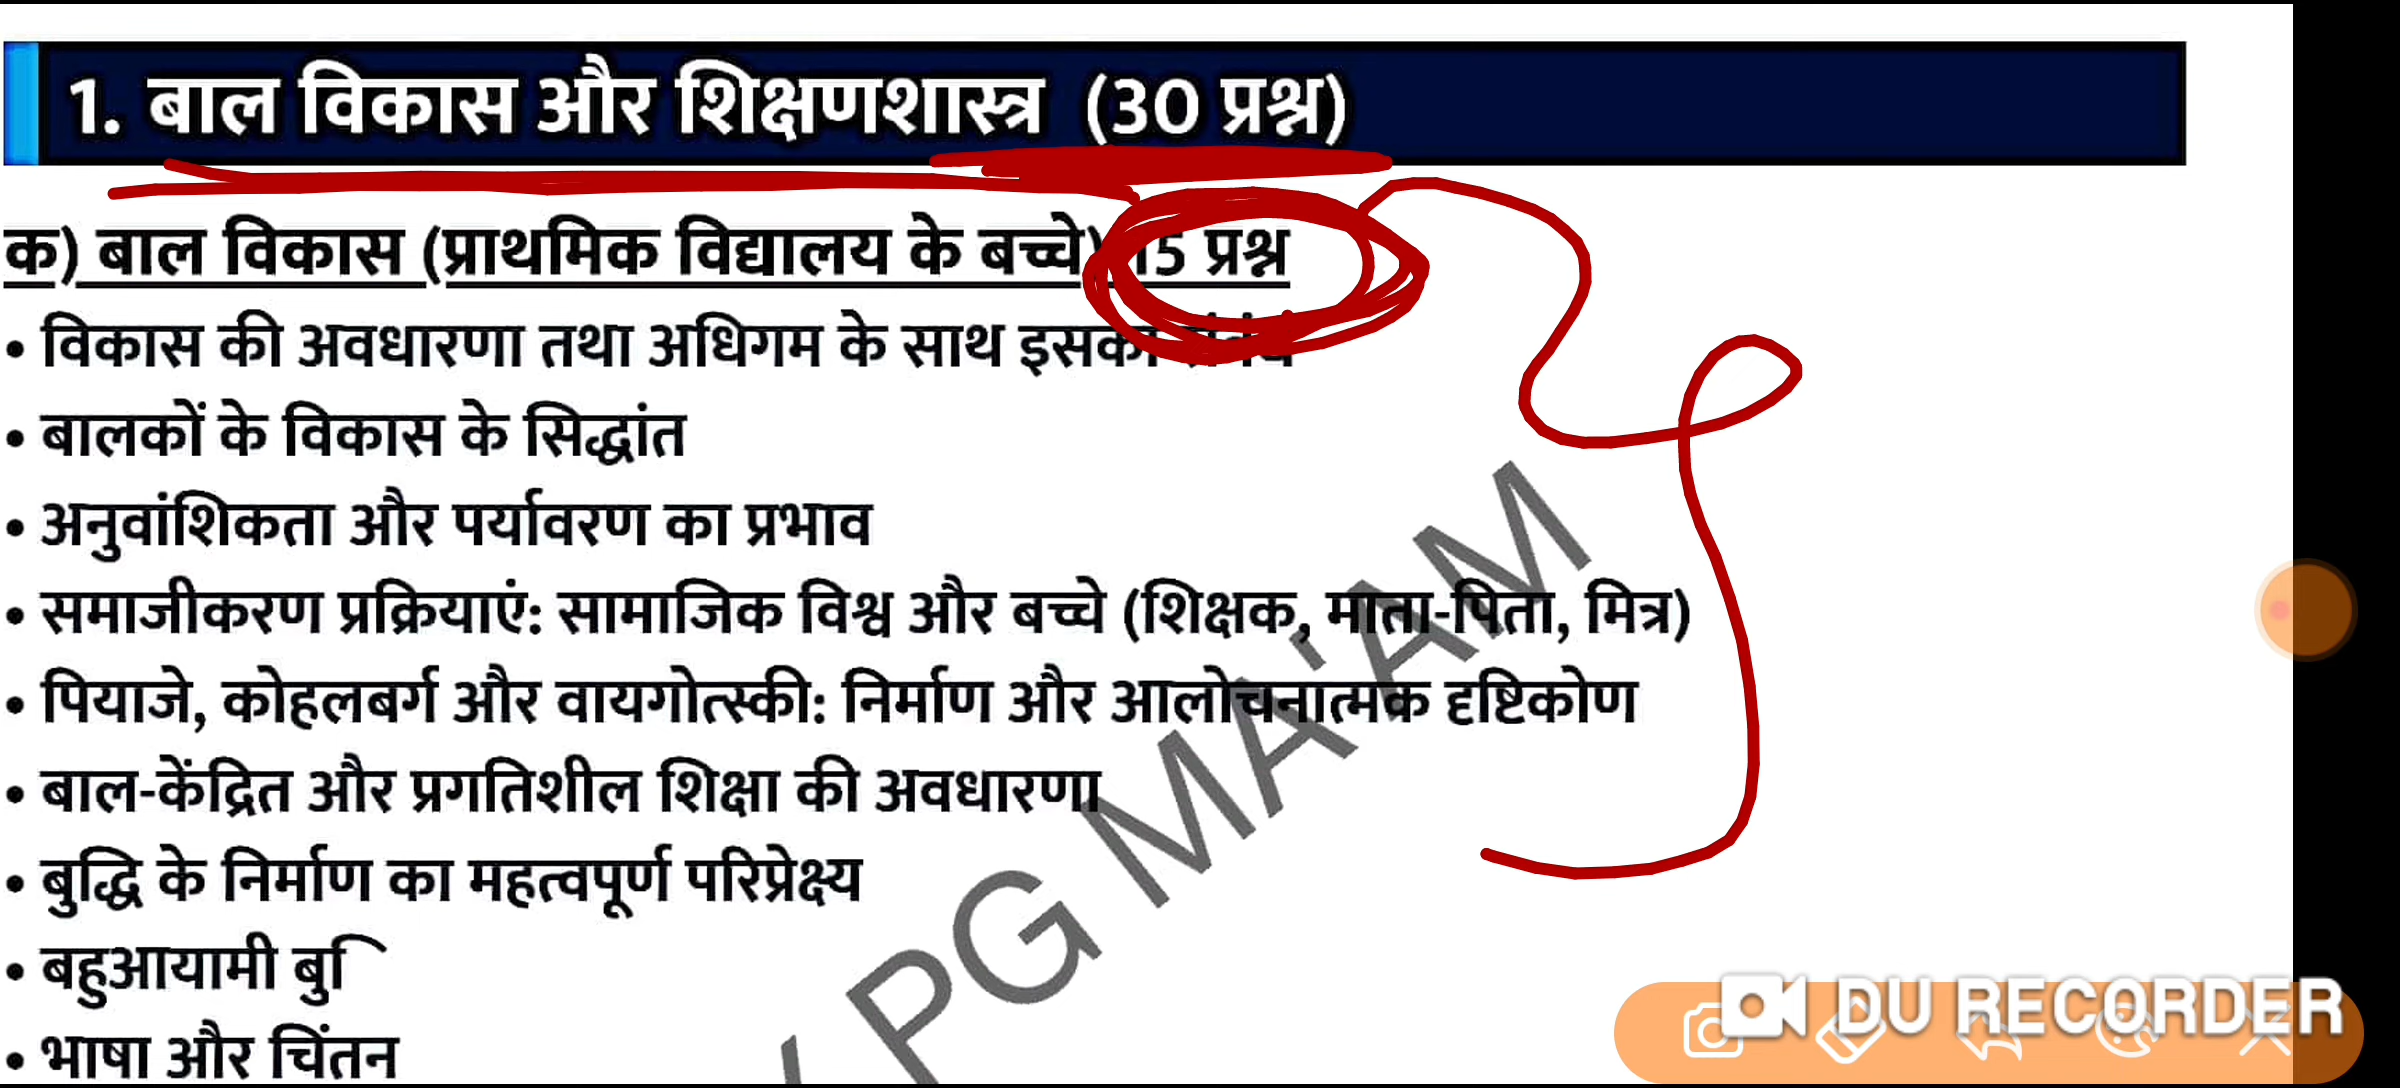 1. बाल विकास और शिक्षणशास्त्र (30 प्रश्न)
क) बाल विकास (प्राथमिक विद्यालय के बच्चे) 15 प्रश्न
• विकास की अवधारणा तथा अधिगम के साथ इसका संबंध
• बालकों के विकास के सिद्धांत
• अनुवांशिकता और पर्यावरण का प्रभाव
• समाजीकरण प्रक्रियाएं: सामाजिक विश्व और बच्चे (शिक्षक, माता-पिता, मित्र)
• पियाजे, कोहलबर्ग और वायगोत्स्की: निर्माण और आलोचनात्मक दृष्टिकोण
• बाल-केंद्रित और प्रगतिशील शिक्षा की अवधारणा
• बुद्धि के निर्माण का महत्वपूर्ण परिप्रेक्ष्य
• बहुआयामी
• भाषा और चिंतन
PG MA'AM
DU RECORDER